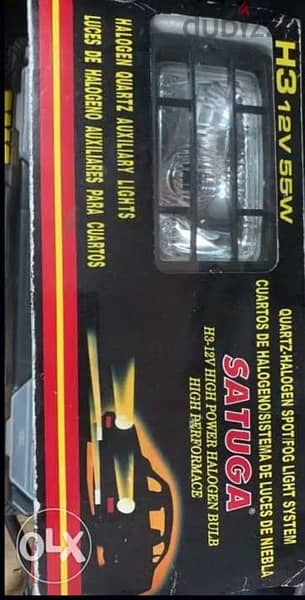 dubizzle
H3 12V 55W
HALOGEN QUARTZ AUXILIARY LIGHTS
LUCES DE HALOGENO AUXILIARES PARA CUARTOS
QUARTZ-HALOGEN SPOT/FOG LIGHT SYSTEM
CUARTOS DE HALOGENO/SISTEMA DE LUCES DE NIEBLA
SATUGA
H3-12V HIGH POWER HALOGEN BULB
HIGH PERFORMACE
OLX